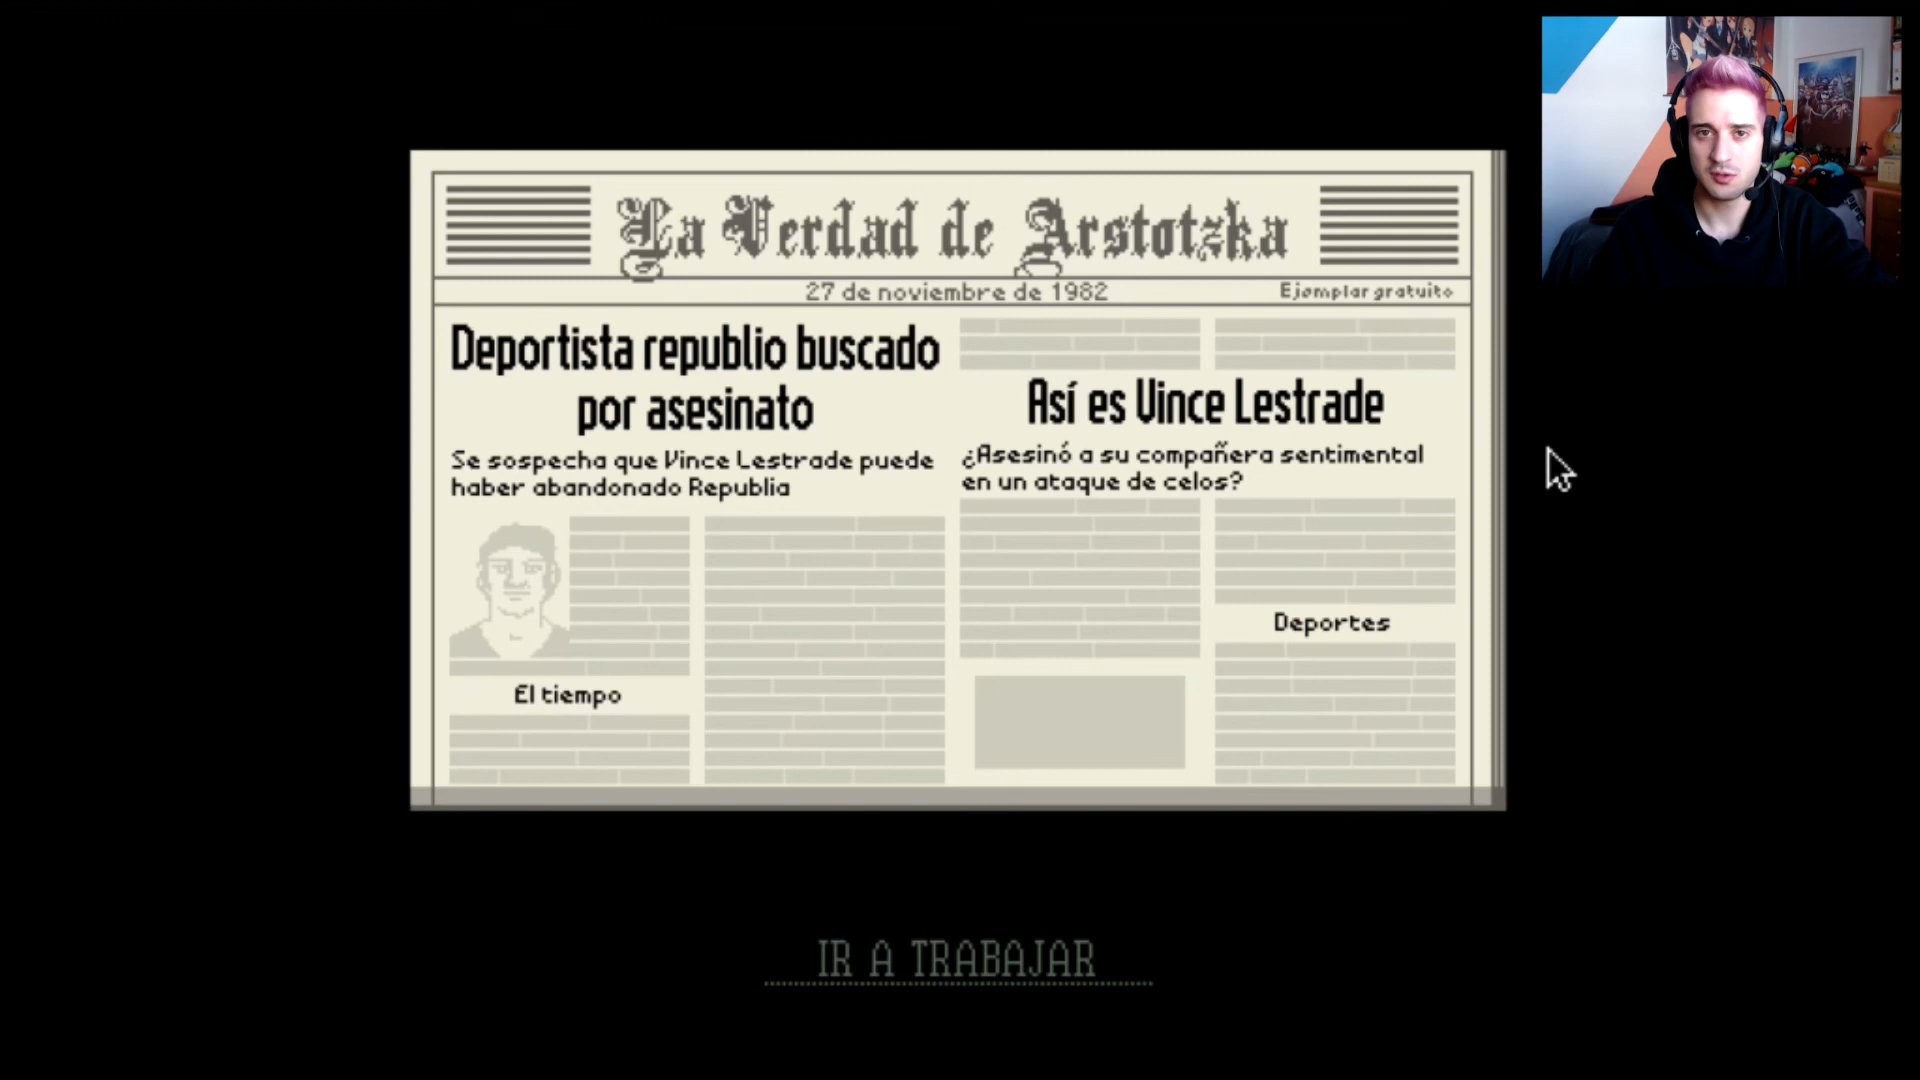 La Verdad de Arstotzka
27 de noviembre de 1982
Ejemplar gratuito
Deportista republio buscado
por asesinato
Se sospecha que Vince Lestrade puede
haber abandonado Republia
El tiempo
Así es Vince Lestrade
¿Asesinó a su compañera sentimental
en un ataque de celos?
Deportes
IR A TRABAJAR